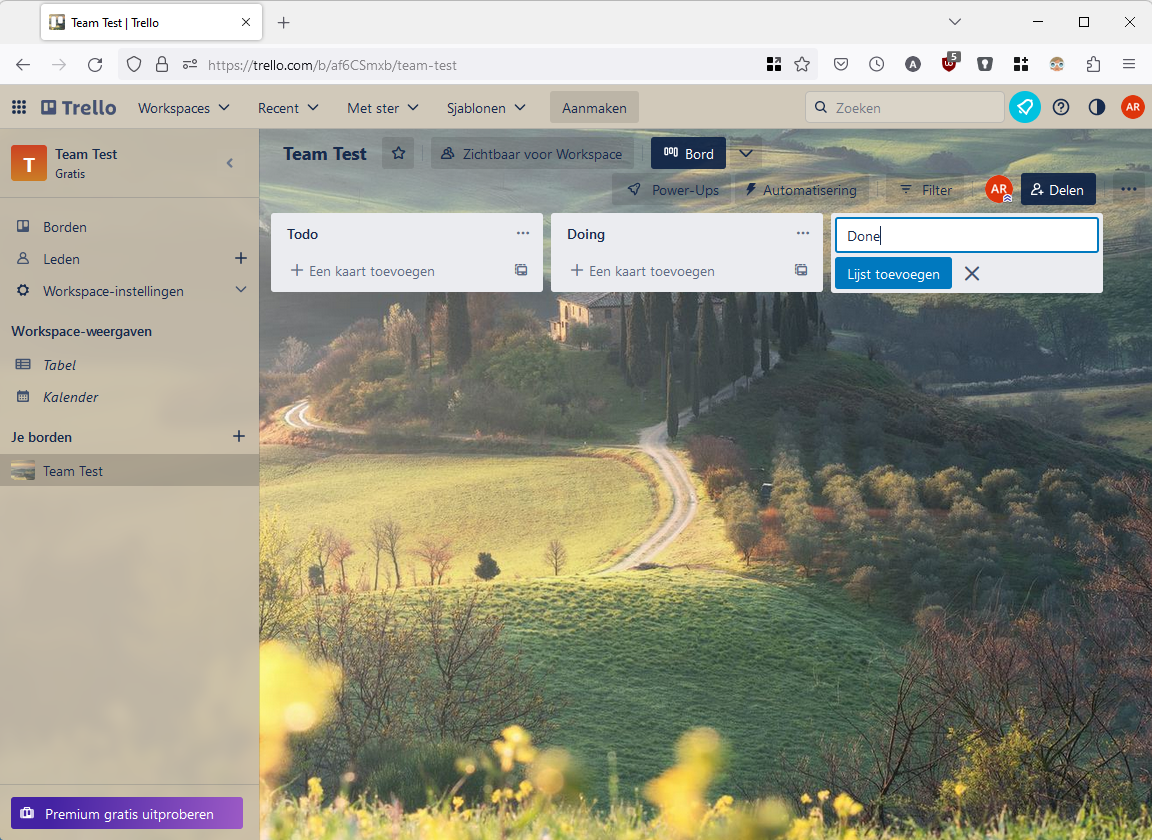 Team Test | Trello
https://trello.com/b/af6CSmxb/team-test
A
5
Trello
Workspaces
Recent
Met ster
Sjablonen
Aanmaken
Zoeken
AR
T
Team Test
Gratis
Team Test
Zichtbaar voor Workspace
Bord
Power-Ups
Automatisering
Filter
AR
Delen
Borden
Leden
Workspace-instellingen
Workspace-weergaven
Tabel
Kalender
Je borden
Team Test
Todo
Een kaart toevoegen
Doing
Een kaart toevoegen
Done
Lijst toevoegen
Premium gratis uitproberen